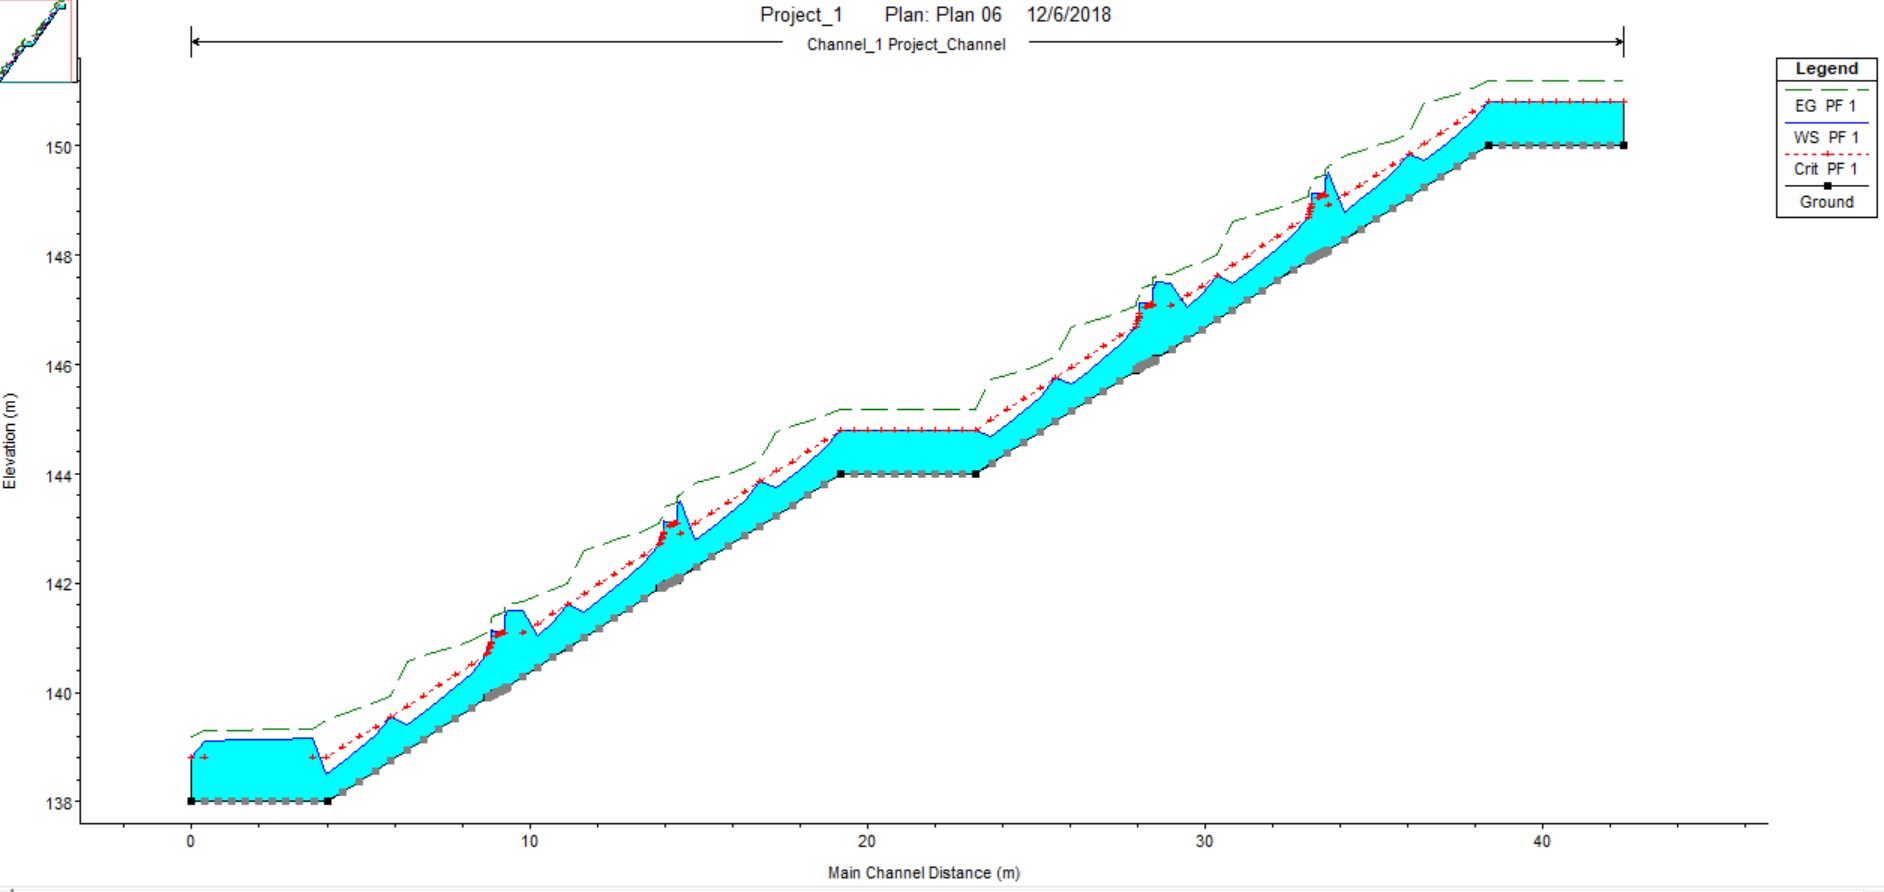 Project_1 Plan: Plan 06 12/6/2018
Channel_1 Project_Channel
Legend
EG PF 1
WS PF 1
Crit PF 1
Ground
Elevation (m)
150
148
146
144
142
140
138
0 10 20 30 40
Main Channel Distance (m)